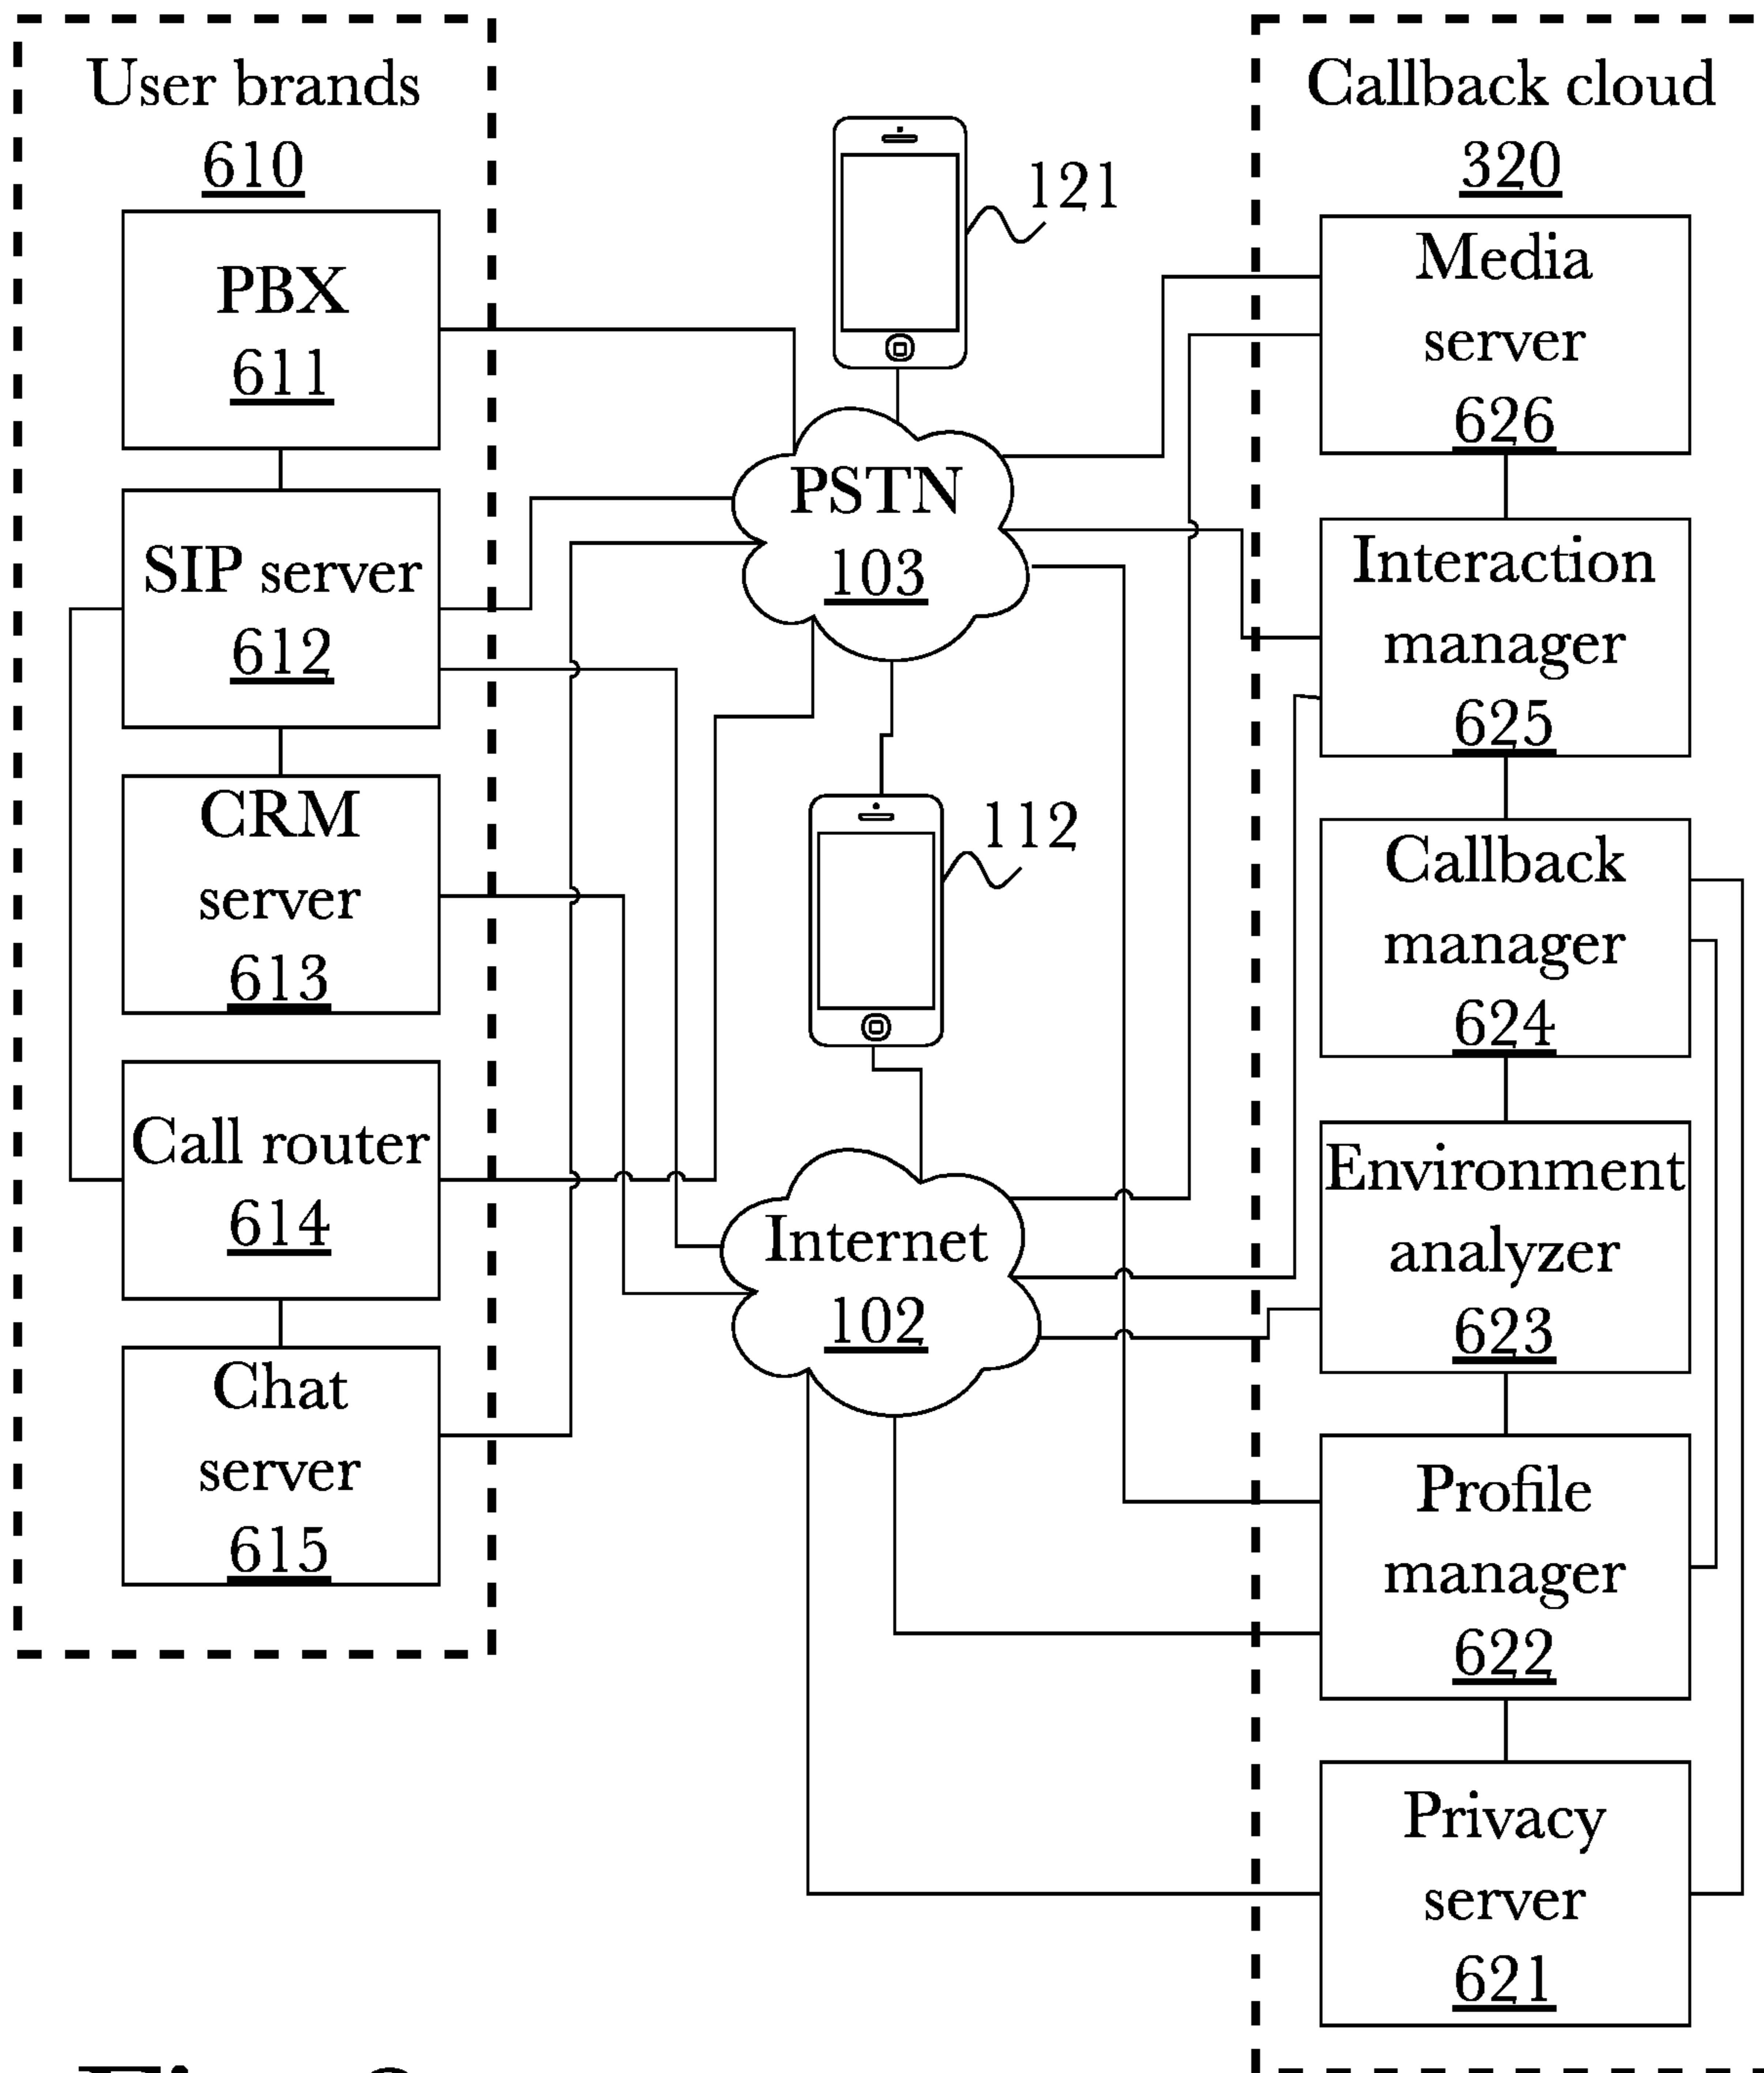 User brands
610
PBX
611
SIP server
612
CRM
server
613
Call router
614
Chat
server
615
121
PSTN
103
112
Internet
102
Callback cloud
320
Media
server
626
Interaction
manager
625
Callback
manager
624
Environment
analyzer
623
Profile
manager
622
Privacy
server
621